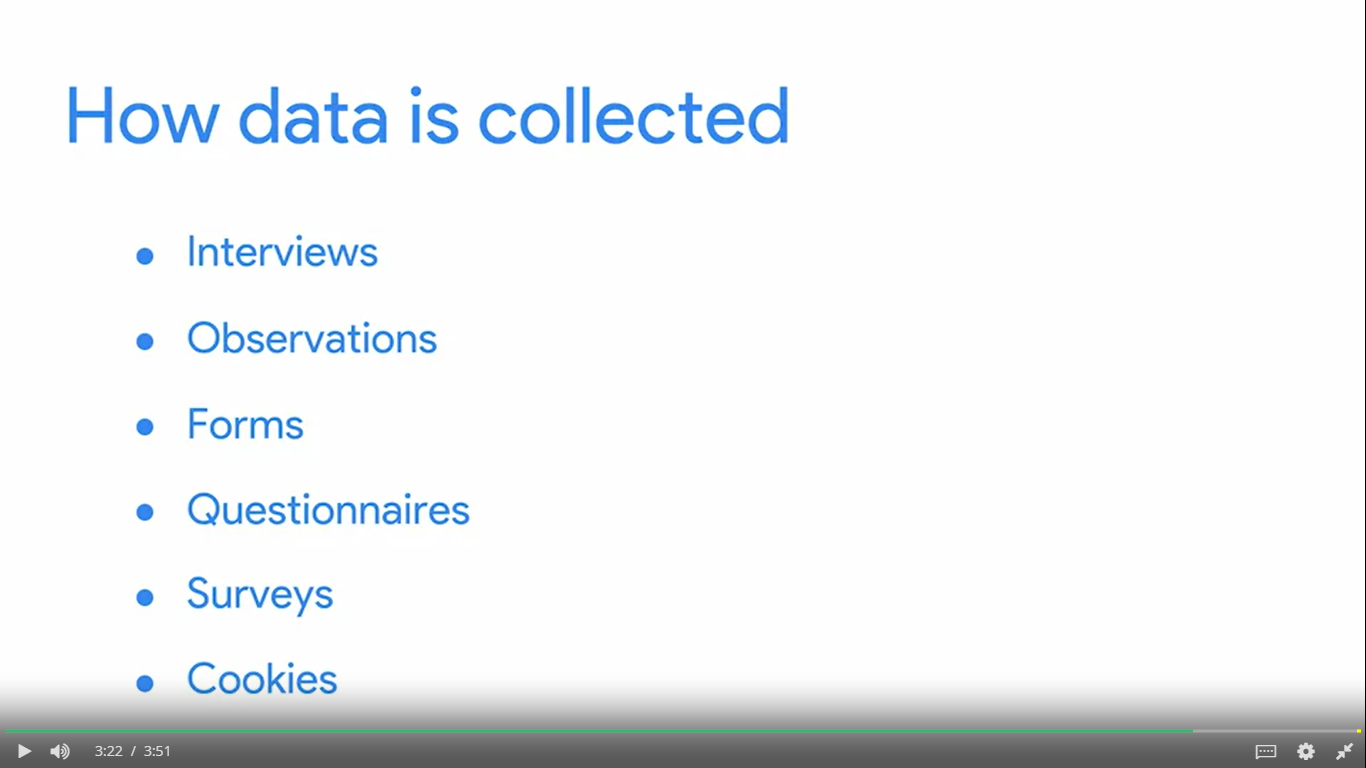 How data is collected
● Interviews
● Observations
● Forms
● Questionnaires
● Surveys
● Cookies
3:22 / 3:51